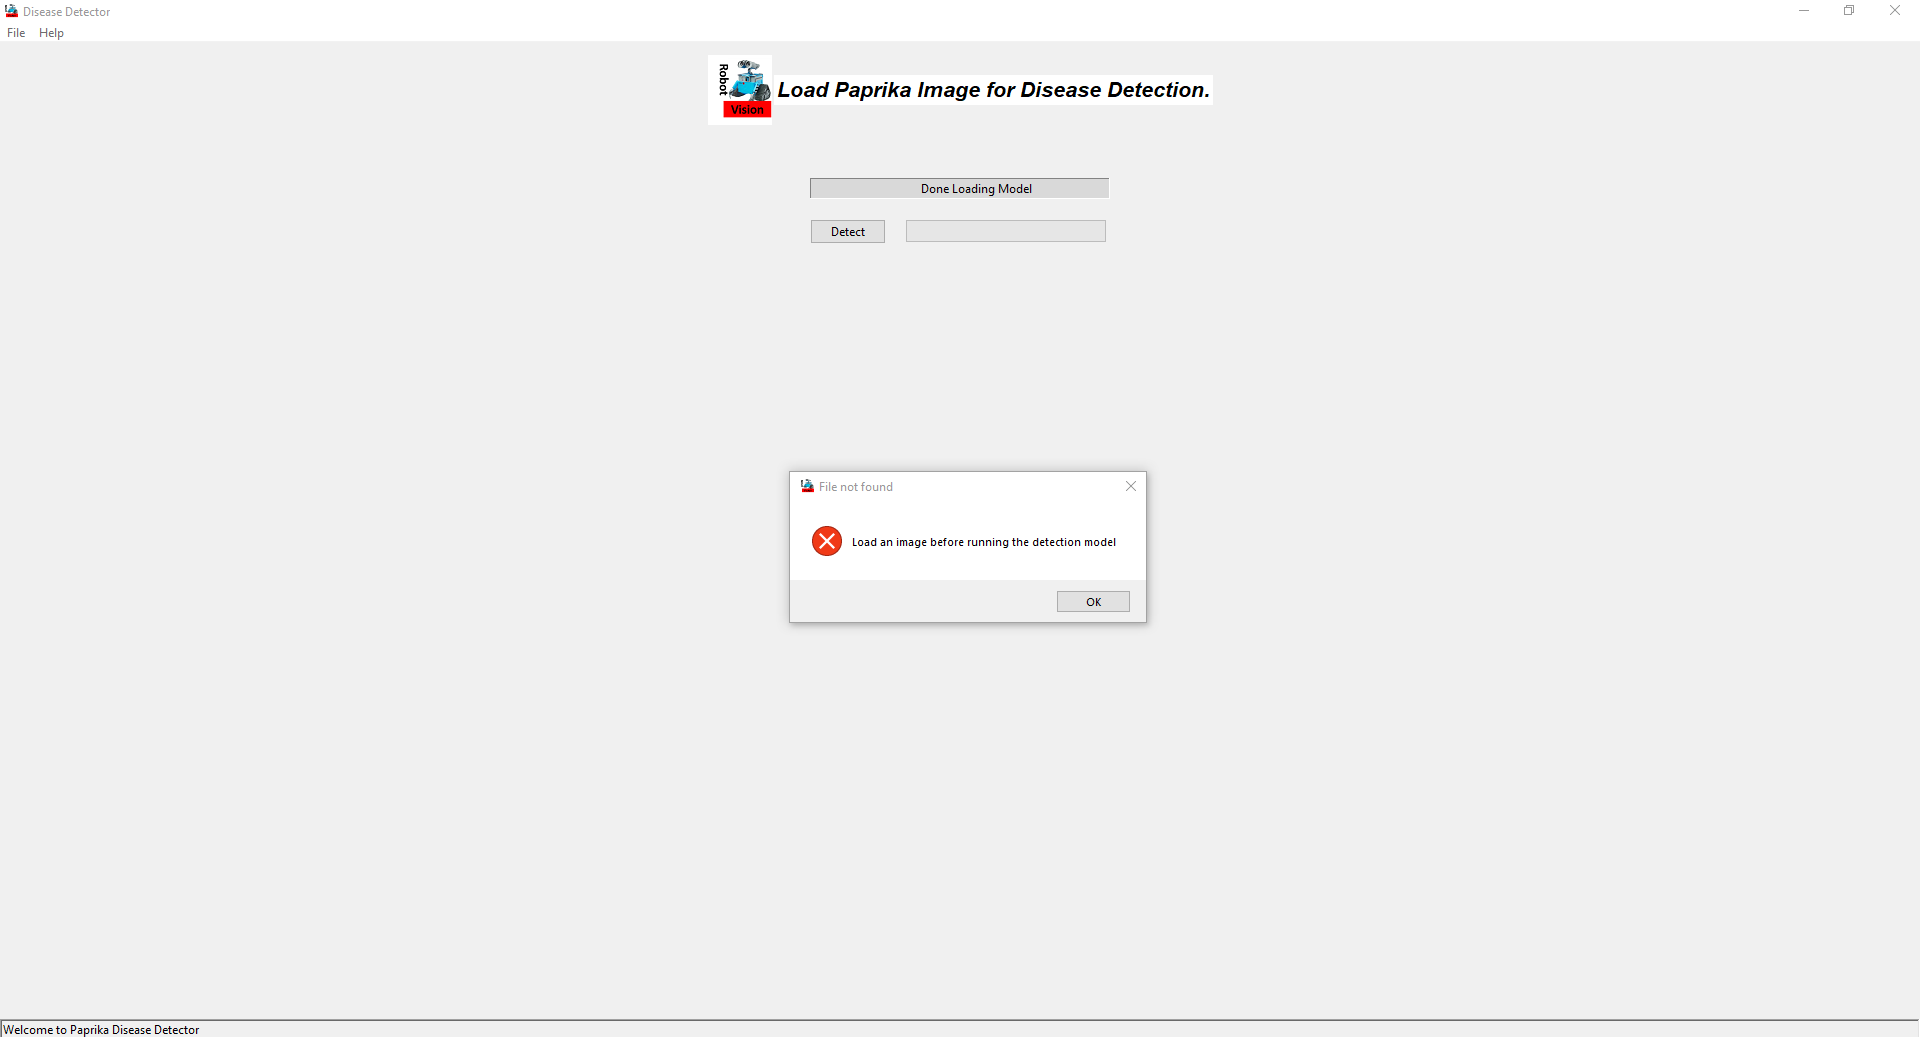 Disease Detector
File Help
Robot
Vision
Load Paprika Image for Disease Detection.
Done Loading Model
Detect
File not found
Load an image before running the detection model
OK
Welcome to Paprika Disease Detector